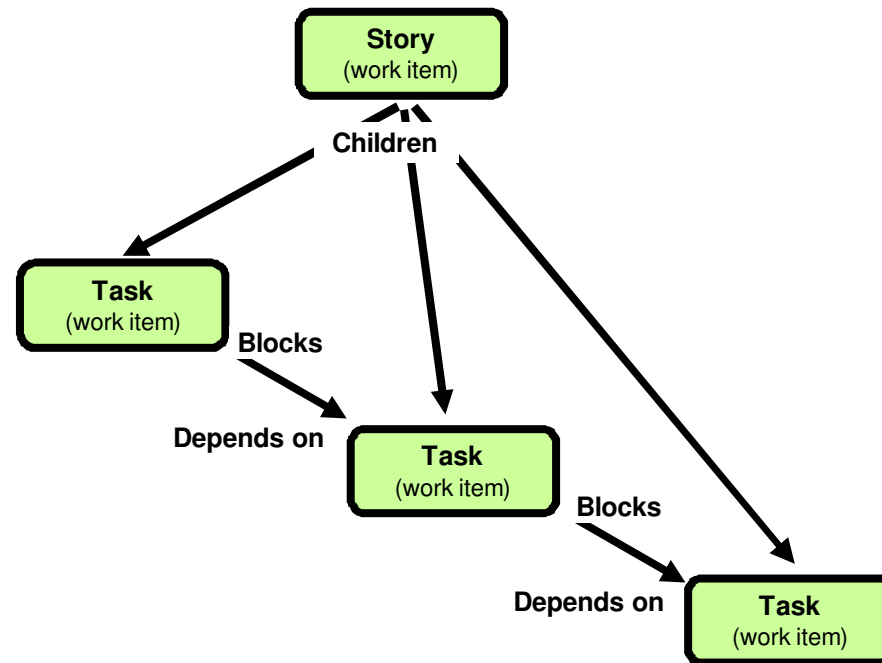 Story
(work item)
Children
Task
(work item)
Blocks
Depends on
Task
(work item)
Blocks
Depends on
Task
(work item)